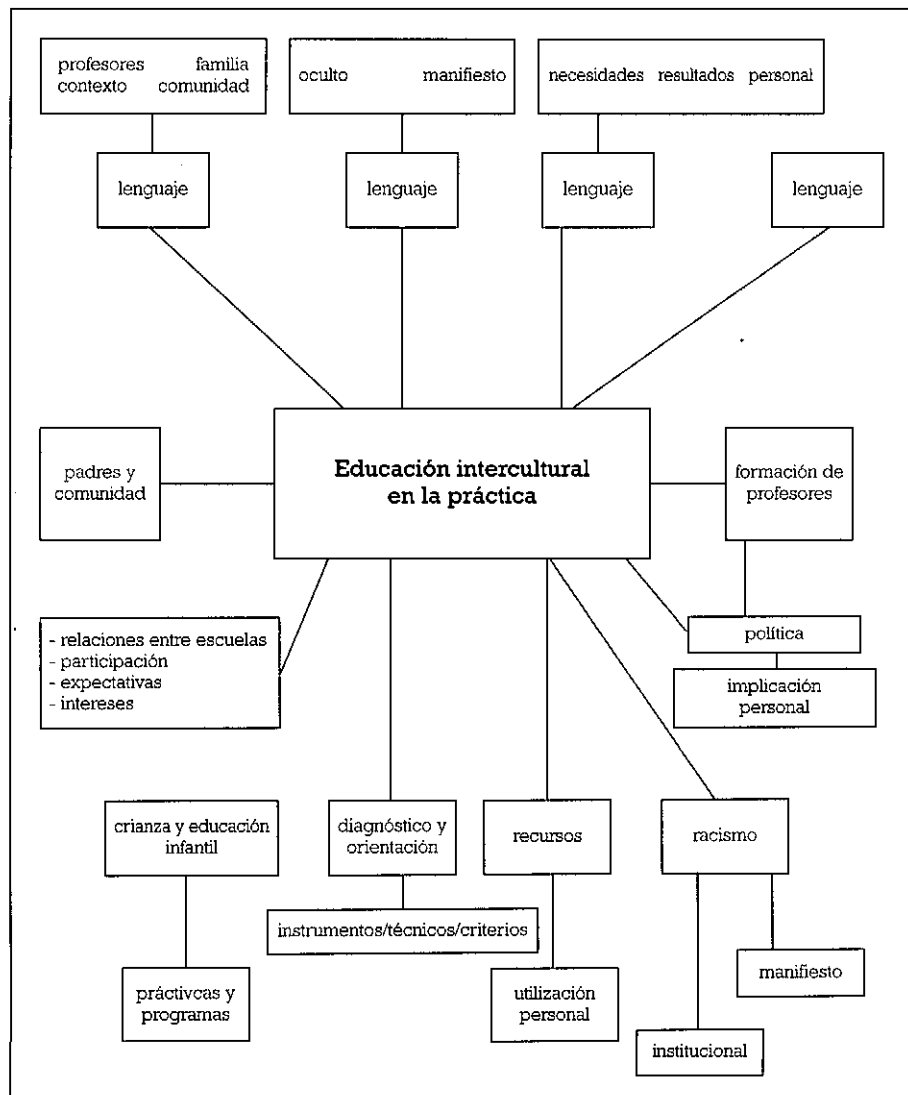 profesores familia
contexto comunidad
oculto manifiesto
necesidades resultados personal
lenguaje
lenguaje
lenguaje
lenguaje
padres y
comunidad
Educación intercultural
en la práctica
formación de
profesores
- relaciones entre escuelas
- participación
- expectativas
- intereses
política
implicación
personal
crianza y educación
infantil
diagnóstico y
orientación
recursos
racismo
instrumentos/técnicos/criterios
práctivcas y
programas
utilización
personal
manifiesto
institucional